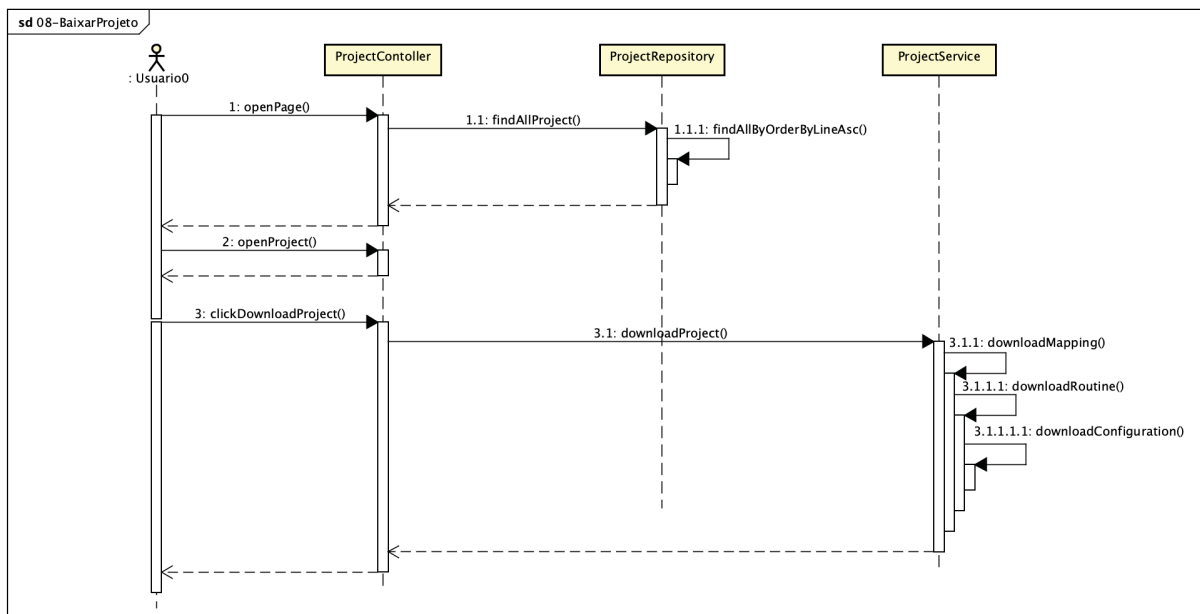 sd 08-BaixarProjeto
: Usuario0
ProjectContoller
ProjectRepository
ProjectService
1: openPage()
1.1: findAllProject()
1.1.1: findAllByOrderByLineAsc()
2: openProject()
3: clickDownloadProject()
3.1: downloadProject()
3.1.1: downloadMapping()
3.1.1.1: downloadRoutine()
3.1.1.1.1: downloadConfiguration()